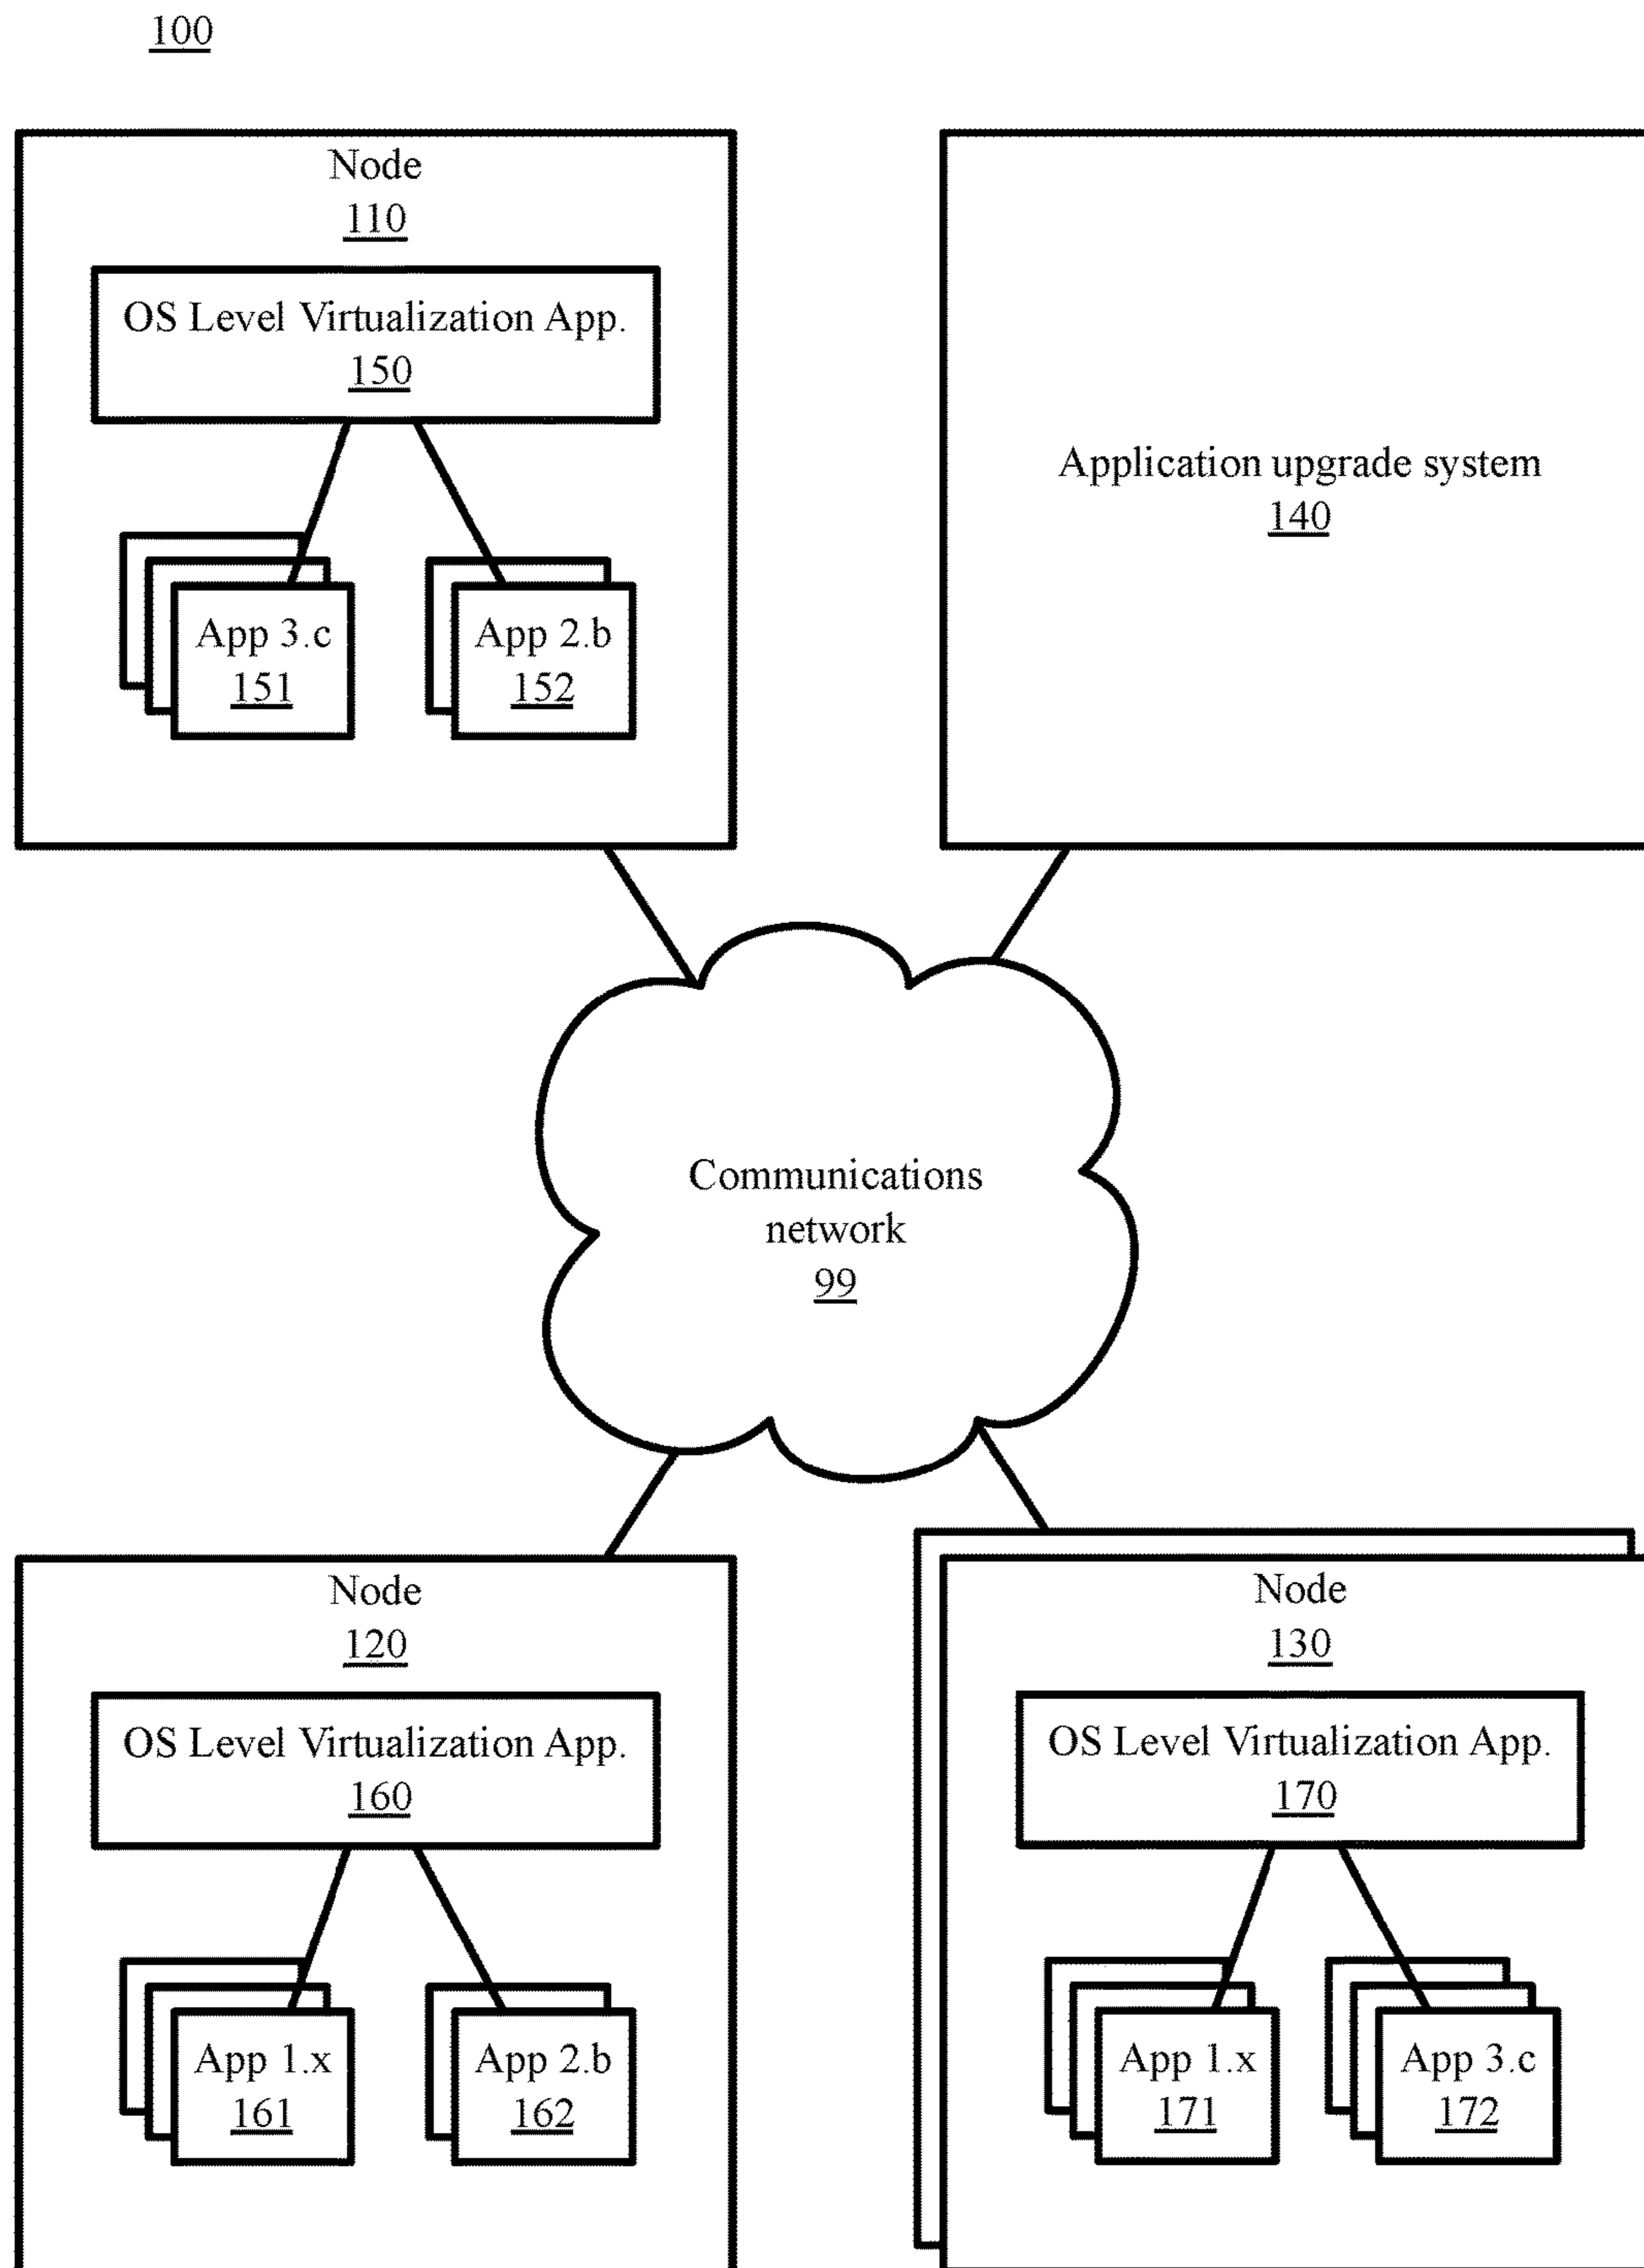 100
Node
110
OS Level Virtualization App.
150
App 3.c
151
App 2.b
152
Application upgrade system
140
Communications
network
99
Node
120
OS Level Virtualization App.
160
App 1.x
161
App 2.b
162
Node
130
OS Level Virtualization App.
170
App 1.x
171
App 3.c
172